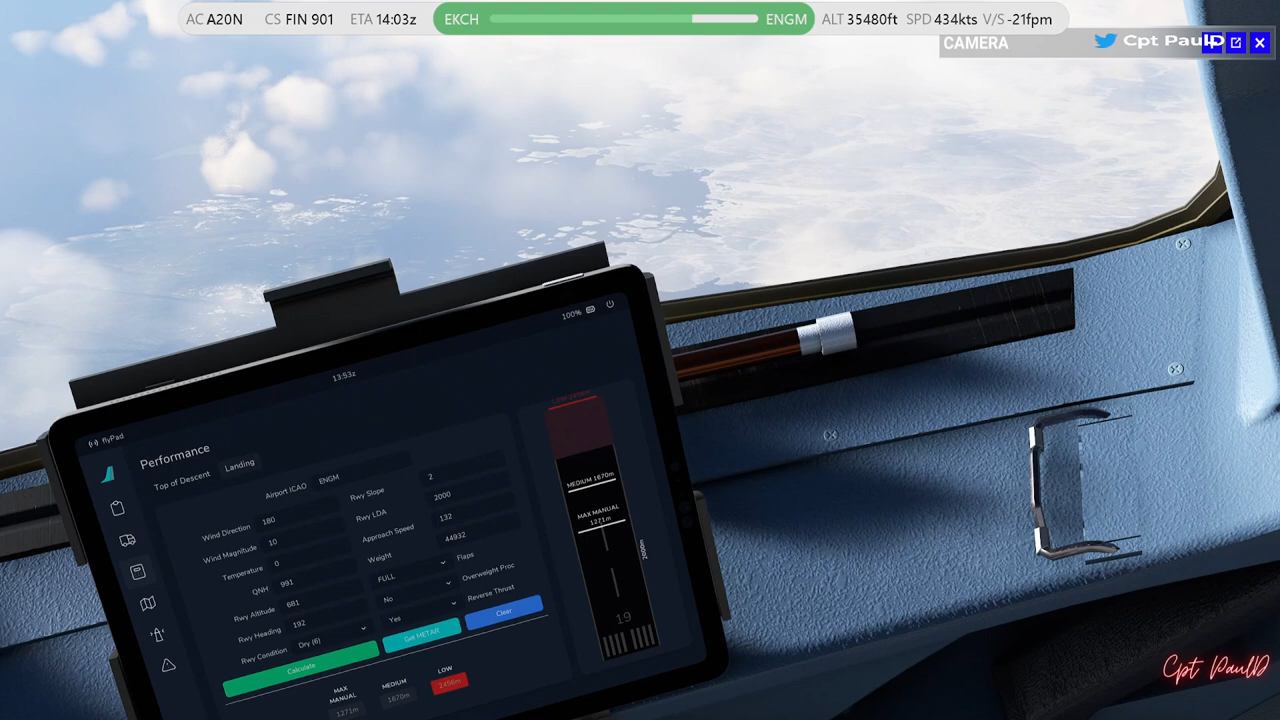 AC A20N CS FIN 901 ETA 14:03z EKCH ENGM ALT 35480ft SPD 434kts V/S -21fpm
CAMERA Cpt PaulD
100%
13:53z
flyPad
Performance
Top of Descent Landing
Airport ICAO ENGM
Wind Direction 180
Wind Magnitude 10
Temperature 0
QNH 991
Rwy Altitude 681
Rwy Heading 192
Rwy Condition Dry (6)
Rwy Slope 2
Rwy LDA 2000
Approach Speed 132
Weight 44932
FULL Flaps
No Overweight Proc
Yes Reverse Thrust
Calculate Get METAR Clear
MAX MANUAL MEDIUM LOW
1271m 1670m 2456m
MEDIUM 1670m
MAX MANUAL
1271m
2000m
19
Cpt PaulD